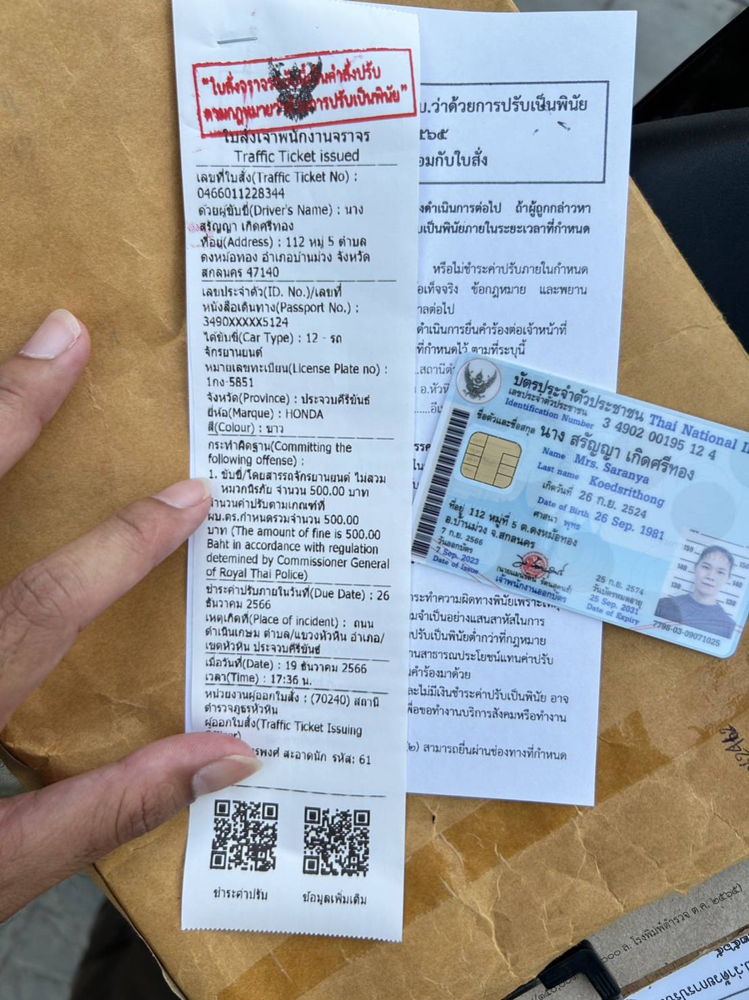 "ใบสั่งจราจรฉบับนี้เป็นคำสั่งปรับ
ตามกฎหมายว่าด้วยการปรับเป็นพินัย"
ใบสั่งเจ้าพนักงานจราจร
Traffic Ticket issued
เลขที่ใบสั่ง(Traffic Ticket No) :
0466011228344
ด้วยผู้ขับขี่(Driver's Name) : นาง
สรัญญา เกิดศรีทอง
ที่อยู่(Address) : 112 หมู่ 5 ตำบล
ดงหม้อทอง อำเภอบ้านม่วง จังหวัด
สกลนคร 47140
เลขประจำตัว(ID. No.)/เลขที่
หนังสือเดินทาง(Passport No.) :
3490XXXXX5124
ได้ขับขี่(Car Type) : 12 - รถ
จักรยานยนต์
หมายเลขทะเบียน(License Plate no) :
1กง-5851
จังหวัด(Province) : ประจวบคีรีขันธ์
ยี่ห้อ(Marque) : HONDA
สี(Colour) : ขาว
กระทำผิดฐาน(Committing the
following offense) :
1. ขับขี่/โดยสารรถจักรยานยนต์ ไม่สวม
หมวกนิรภัย จำนวน 500.00 บาท
จำนวนค่าปรับตามเกณฑ์ที่
ผบ.ตร.กำหนดรวมจำนวน 500.00
บาท (The amount of fine is 500.00
Baht in accordance with regulation
detemined by Commissioner General
of Royal Thai Police)
ชำระค่าปรับภายในวันที่(Due Date) : 26
ธันวาคม 2566
เหตุเกิดที่(Place of incident) : ถนน
ดำเนินเกษม ตำบล/แขวงหัวหิน อำเภอ/
เขตหัวหิน ประจวบคีรีขันธ์
เมื่อวันที่(Date) : 19 ธันวาคม 2566
เวลา(Time) : 17:36 น.
หน่วยงานผู้ออกใบสั่ง : (70240) สถานี
ตำรวจภูธรหัวหิน
ผู้ออกใบสั่ง(Traffic Ticket Issuing
Officer)
รพงศ์ สะอาดนัก รหัส: 61
ชำระค่าปรับ
ข้อมูลเพิ่มเติม
บ.ว่าด้วยการปรับเป็นพินัย
๕๖๕
อมกับใบสั่ง
งดำเนินการต่อไป ถ้าผู้ถูกกล่าวหา
บเป็นพินัยภายในระยะเวลาที่กำหนด
หรือไม่ชำระค่าปรับภายในกำหนด
อเท็จจริง ข้อกฎหมาย และพยาน
าลต่อไป
ดำเนินการยื่นคำร้องต่อเจ้าหน้าที่
ที่กำหนดไว้ ตามที่ระบุนี้
สถานีตำ
อ.หัวหิ
ระทำความผิดทางพินัยเพราะเหตุ
มจำเป็นอย่างแสนสาหัสในการ
ปรับเป็นพินัยต่ำกว่าที่กฎหมาย
านสาธารณประโยชน์แทนค่าปรับ
นคำร้องมาด้วย
ละไม่มีเงินชำระค่าปรับเป็นพินัย อาจ
พื่อขอทำงานบริการสังคมหรือทำงาน
๒) สามารถยื่นผ่านช่องทางที่กำหนด
บัตรประจำตัวประชาชน Thai National I
เลขประจำตัวประชาชน
Identification Number 3 4902 00195 12 4
ชื่อตัวและชื่อสกุล นาง สรัญญา เกิดศรีทอง
Name Mrs. Saranya
Last name Koedsrithong
เกิดวันที่ 26 ก.ย. 2524
Date of Birth 26 Sep. 1981
ศาสนา พุทธ
ที่อยู่ 112 หมู่ที่ 5 ต.ดงหม้อทอง
อ.บ้านม่วง จ.สกลนคร
7 ก.ย. 2566
วันออกบัตร
7 Sep. 2023
Date of Issue
เจ้าพนักงานออกบัตร
25 ก.ย. 2574
วันบัตรหมดอายุ
25 Sep. 2031
Date of Expiry
150
140
130
7798-03-09071025
๐๐๐ ล. โรงพิมพ์ตำรวจ ต.ค. ๒๕๖๕)